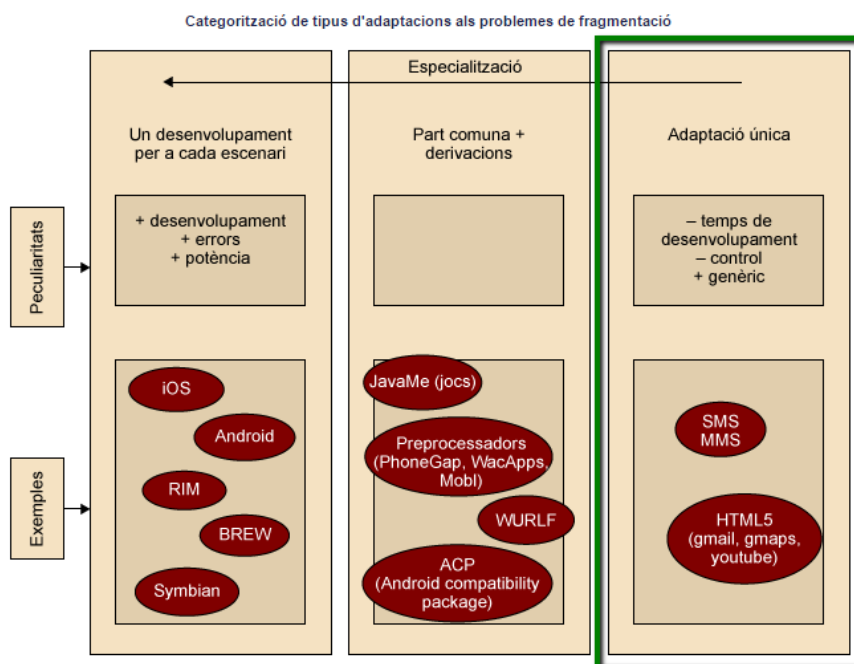 Categorització de tipus d'adaptacions als problemes de fragmentació
Especialització
Un desenvolupament
per a cada escenari
Part comuna +
derivacions
Adaptació única
Peculiaritats
+ desenvolupament
+ errors
+ potència
– temps de
desenvolupament
– control
+ genèric
Exemples
iOS
Android
RIM
BREW
Symbian
JavaMe (jocs)
Preprocessadors
(PhoneGap, WacApps,
Mobl)
WURLF
ACP
(Android compatibility
package)
SMS
MMS
HTML5
(gmail, gmaps,
youtube)